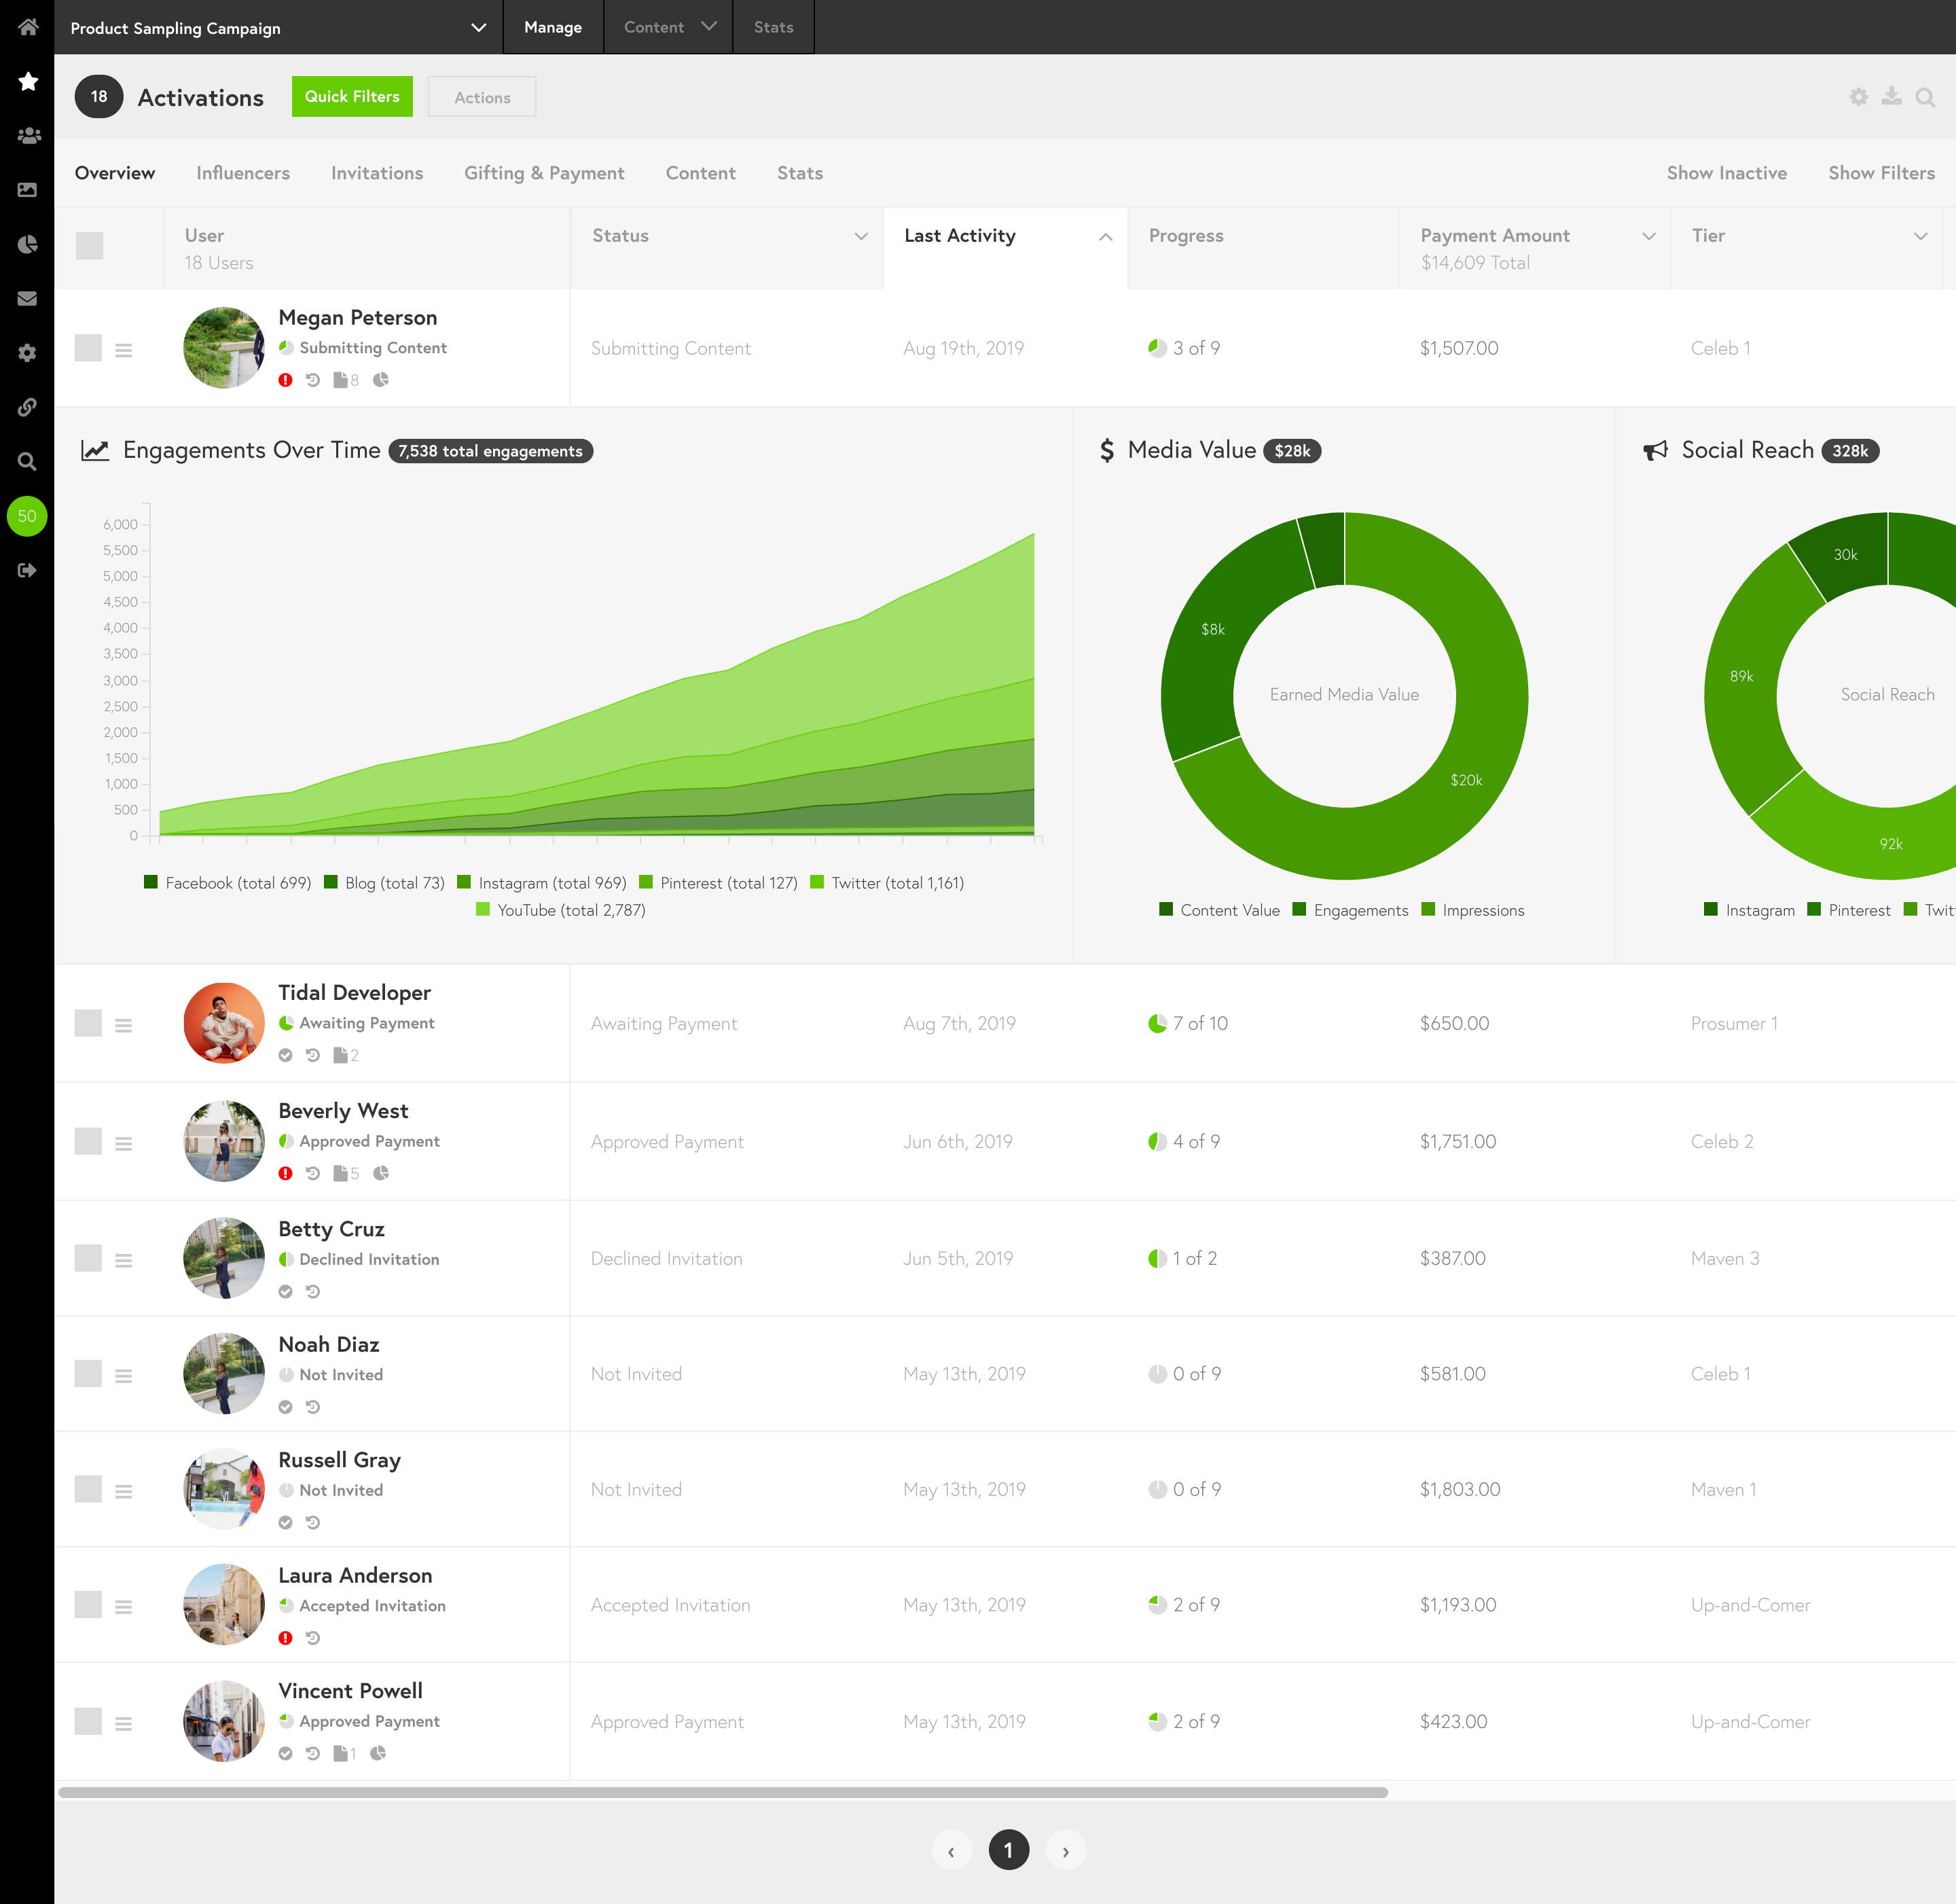 Product Sampling Campaign
Manage
Content
Stats
18
Activations
Quick Filters
Actions
Overview
Influencers
Invitations
Gifting & Payment
Content
Stats
Show Inactive
Show Filters
User
18 Users
Status
Last Activity
Progress
Payment Amount
$14,609 Total
Tier
50
Megan Peterson
Submitting Content
8
Submitting Content
Aug 19th, 2019
3 of 9
$1,507.00
Celeb 1
Engagements Over Time
7,538 total engagements
6,000
5,500
5,000
4,500
4,000
3,500
3,000
2,500
2,000
1,500
1,000
500
0
Facebook (total 699)
Blog (total 73)
Instagram (total 969)
Pinterest (total 127)
Twitter (total 1,161)
YouTube (total 2,787)
Media Value
$28k
$8k
Earned Media Value
$20k
Content Value
Engagements
Impressions
Social Reach
328k
30k
89k
Social Reach
92k
Instagram
Pinterest
Twit
Tidal Developer
Awaiting Payment
2
Awaiting Payment
Aug 7th, 2019
7 of 10
$650.00
Prosumer 1
Beverly West
Approved Payment
5
Approved Payment
Jun 6th, 2019
4 of 9
$1,751.00
Celeb 2
Betty Cruz
Declined Invitation
Declined Invitation
Jun 5th, 2019
1 of 2
$387.00
Maven 3
Noah Diaz
Not Invited
Not Invited
May 13th, 2019
0 of 9
$581.00
Celeb 1
Russell Gray
Not Invited
Not Invited
May 13th, 2019
0 of 9
$1,803.00
Maven 1
Laura Anderson
Accepted Invitation
Accepted Invitation
May 13th, 2019
2 of 9
$1,193.00
Up-and-Comer
Vincent Powell
Approved Payment
1
Approved Payment
May 13th, 2019
2 of 9
$423.00
Up-and-Comer
‹
1
›